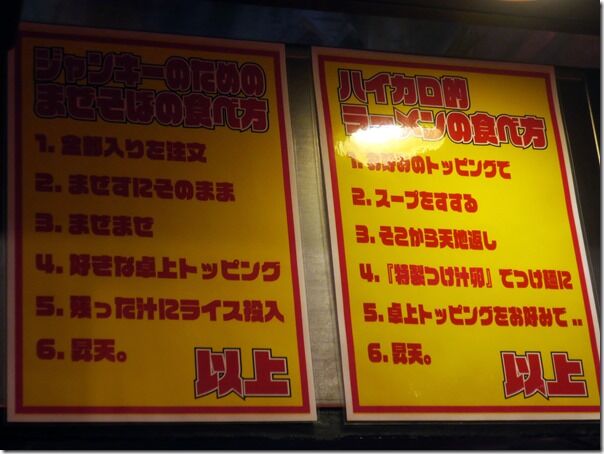 ジャンキーのための
まぜそばの食べ方
1. 全部入りを注文
2. まぜずにそのまま
3. まぜまぜ
4. 好きな卓上トッピング
5. 残った汁にライス投入
6. 昇天。
以上
ハイカロ的
ラーメンの食べ方
1. お好みのトッピングで
2. スープをすする
3. そこから天地返し
4.『特製つけ汁卵』でつけ麺に
5. 卓上トッピングをお好みで‥
6. 昇天。
以上